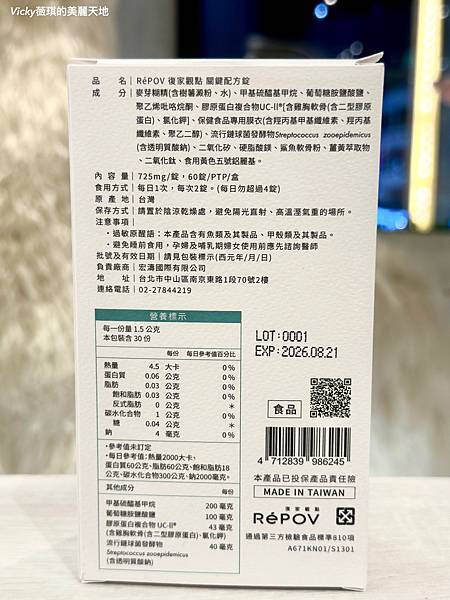 Vicky薇琪的美麗天地
品名│RéPOV 復家觀點 關鍵配方錠
成分│麥芽糊精(含樹薯澱粉、水)、甲基硫醯基甲烷、葡萄糖胺鹽酸鹽、
聚乙烯吡咯烷酮、膠原蛋白複合物UC-II®[含雞胸軟骨(含二型膠原
蛋白)、氯化鉀]、保健食品專用膜衣(含羥丙基甲基纖維素、羥丙基
纖維素、聚乙二醇)、流行鏈球菌發酵物Streptococcus zooepidemicus
(含透明質酸鈉)、二氧化矽、硬脂酸鎂、鯊魚軟骨粉、薑黃萃取物
、二氧化鈦、食用黃色五號鋁麗基。
內容量│725mg/錠,60錠/PTP/盒
食用方式│每日1次,每次2錠。(每日勿超過4錠)
原產地│台灣
保存方式│請置於陰涼乾燥處,避免陽光直射、高溫溼氣重的場所。
注意事項│
・過敏原醒語:本產品含有魚類及其製品、甲殼類及其製品。
・避免睡前食用,孕婦及哺乳期婦女使用前應先諮詢醫師
批號及有效日期│請見包裝標示(西元年/月/日)
負責廠商│宏濤國際有限公司
地址│台北市中山區南京東路1段70號2樓
連絡電話│02-27844219
營養標示
每一份量 1.5 公克
本包裝含 30 份
每份 每日參考值百分比
熱量 4.5 大卡 0%
蛋白質 0.06 公克 0%
脂肪 0.03 公克 0%
飽和脂肪 0.03 公克 0%
反式脂肪 0 公克 *
碳水化合物 1 公克 0%
糖 0.04 公克 *
鈉 4 毫克 0%
*參考值未訂定
*每日參考值:熱量2000大卡、
蛋白質60公克、脂肪60公克、飽和脂肪18
公克、碳水化合物300公克、鈉2000毫克。
其他成分 每份
甲基硫醯基甲烷 200 毫克
葡萄糖胺鹽酸鹽 100 毫克
膠原蛋白複合物 UC-II® 43 毫克
(含雞胸軟骨(含二型膠原蛋白)、氯化鉀)
流行鏈球菌發酵物 40 毫克
Streptococcus zooepidemicus
(含透明質酸鈉)
LOT:0001
EXP:2026.08.21
食品
4 712839 986245
本產品已投保產品責任險
MADE IN TAIWAN
復家觀點
RéPOV
通過第三方檢驗食品標準810項
A671KN01/S1301